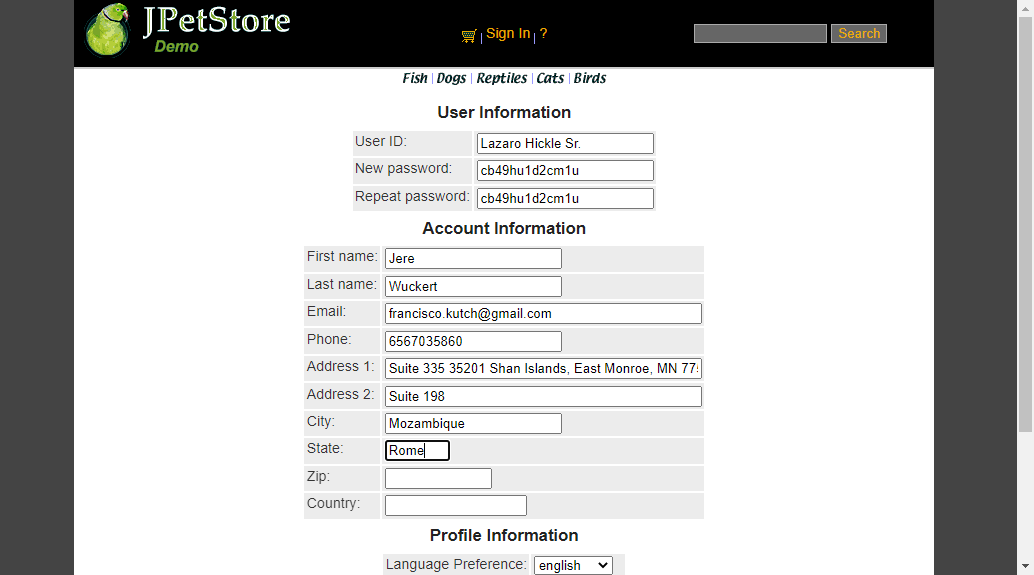 JPetStore
Demo
Sign In | ?
Search
Fish | Dogs | Reptiles | Cats | Birds
User Information
User ID: Lazaro Hickle Sr.
New password: cb49hu1d2cm1u
Repeat password: cb49hu1d2cm1u
Account Information
First name: Jere
Last name: Wuckert
Email: francisco.kutch@gmail.com
Phone: 6567035860
Address 1: Suite 335 35201 Shan Islands, East Monroe, MN 77
Address 2: Suite 198
City: Mozambique
State: Rome
Zip:
Country:
Profile Information
Language Preference: english